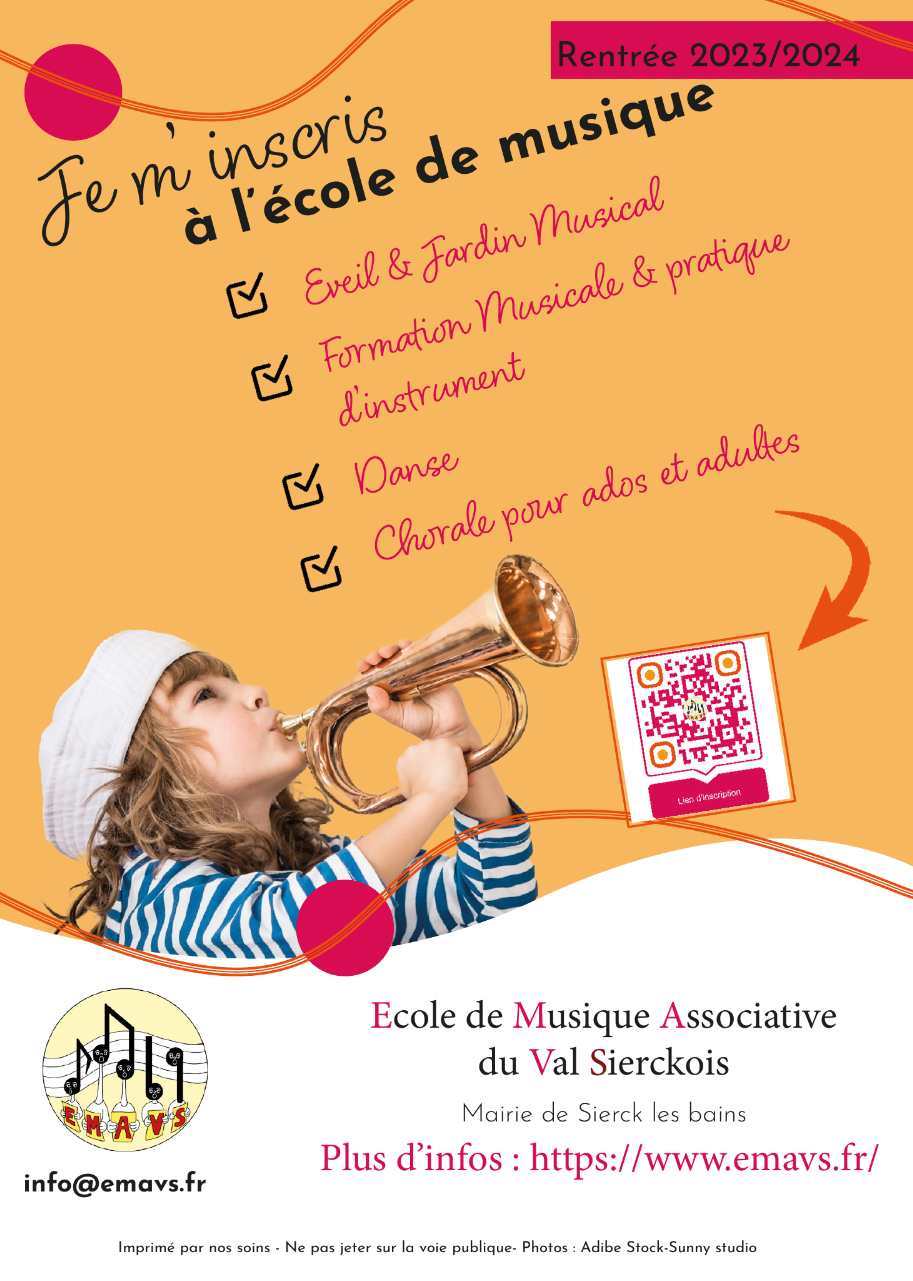 Rentrée 2023/2024
Je m'inscris
à l'école de musique
Eveil & Jardin Musical
Formation Musicale & pratique
d'instrument
Danse
Chorale pour ados et adultes
Lien d'inscription
Ecole de Musique Associative
du Val Sierckois
Mairie de Sierck les bains
Plus d'infos : https://www.emavs.fr/
EMAVS
info@emavs.fr
Imprimé par nos soins - Ne pas jeter sur la voie publique- Photos : Adibe Stock-Sunny studio